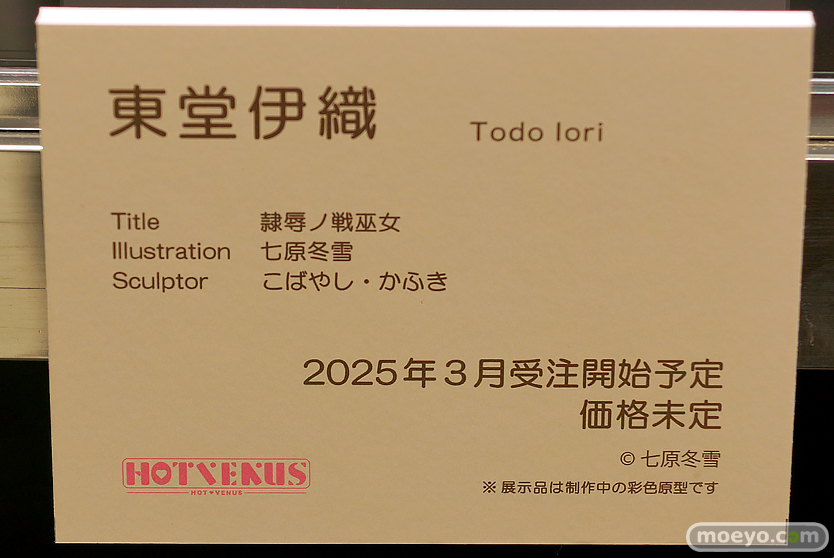 東堂伊織 Todo Iori
Title 隷辱ノ戦巫女
Illustration 七原冬雪
Sculptor こばやし・かふき
2025年3月受注開始予定
価格未定
© 七原冬雪
※ 展示品は制作中の彩色原型です
HOTVENUS
HOT♥VENUS
moeyo.com